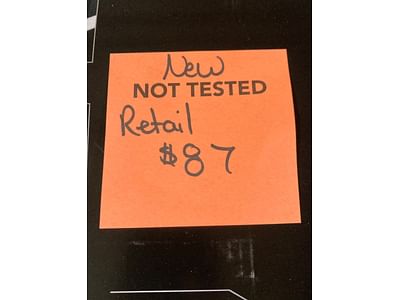 New
NOT TESTED
Retail
$87